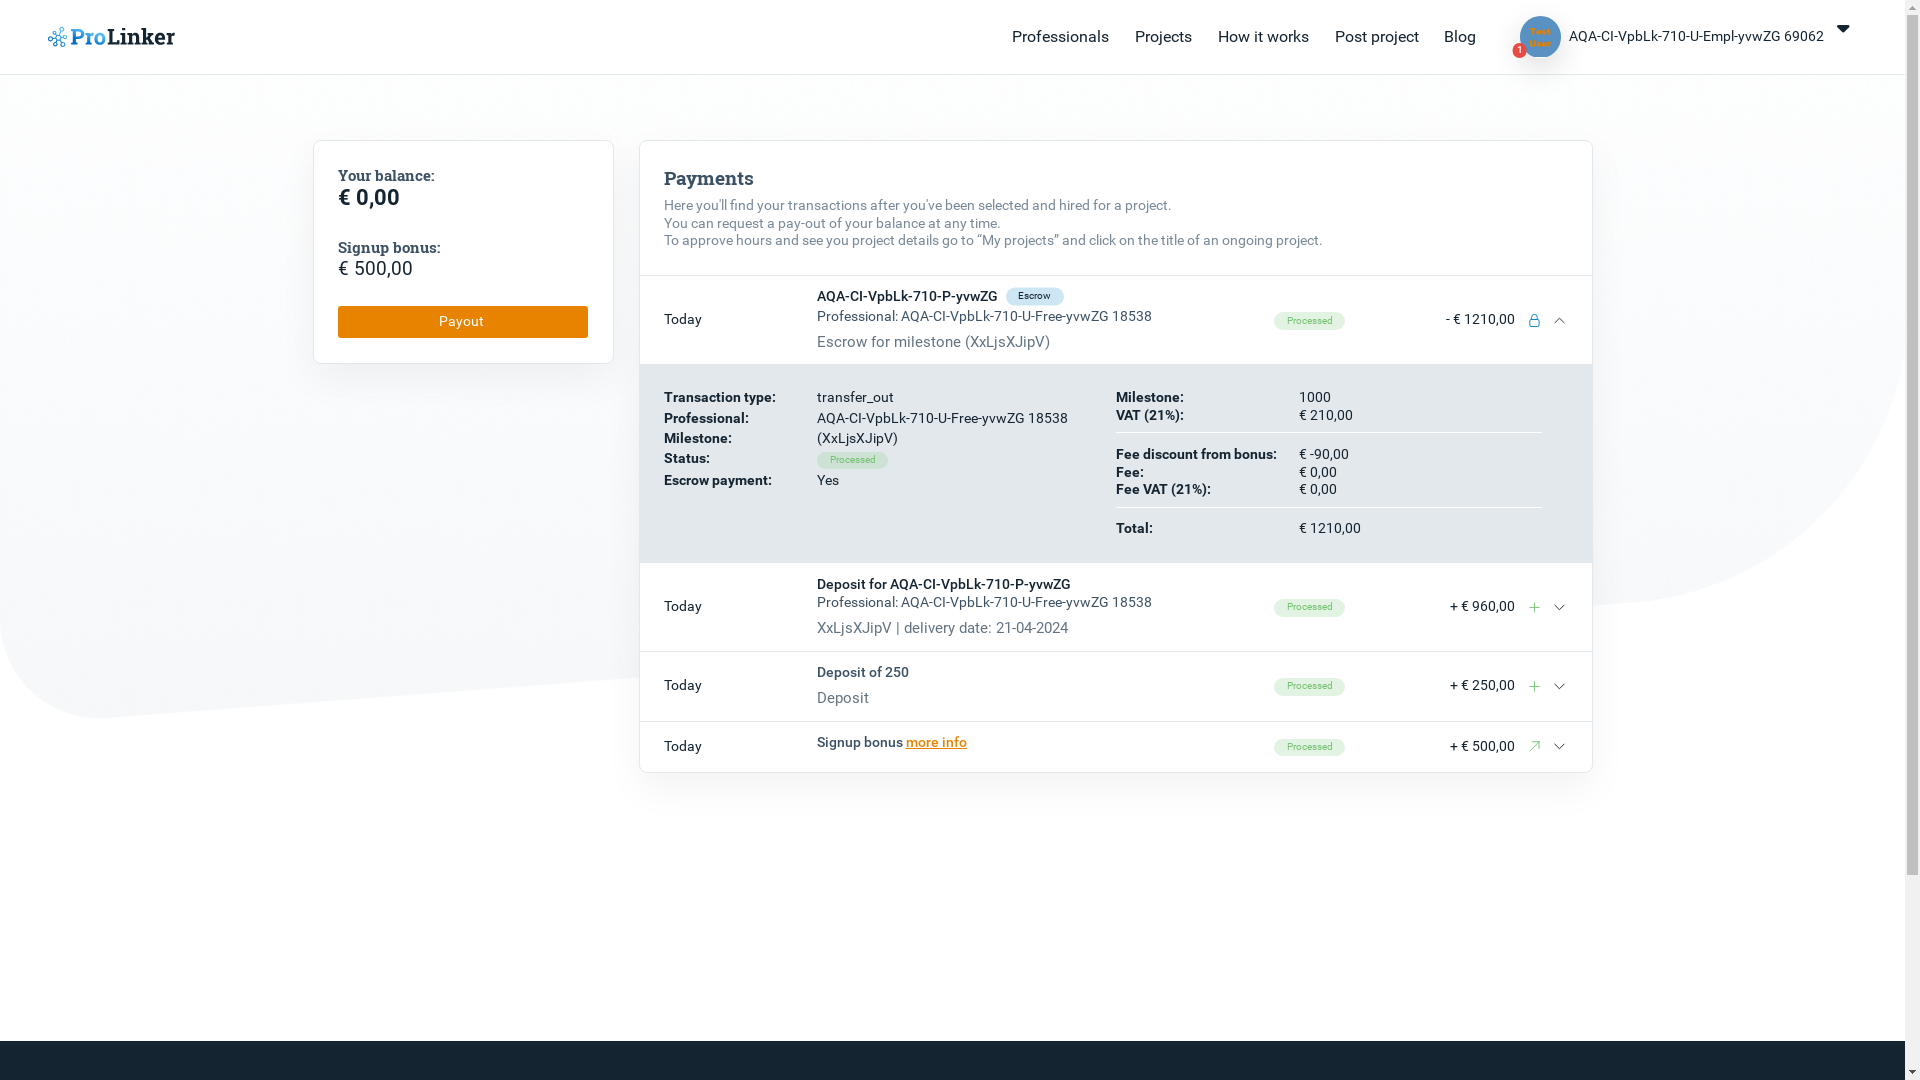 ProLinker
Professionals
Projects
How it works
Post project
Blog
Test
User
1
AQA-CI-VpbLk-710-U-Empl-yvwZG 69062
Your balance:
€ 0,00
Signup bonus:
€ 500,00
Payout
Payments
Here you'll find your transactions after you've been selected and hired for a project.
You can request a pay-out of your balance at any time.
To approve hours and see you project details go to “My projects” and click on the title of an ongoing project.
Today
AQA-CI-VpbLk-710-P-yvwZG Escrow
Professional: AQA-CI-VpbLk-710-U-Free-yvwZG 18538
Escrow for milestone (XxLjsXJipV)
Processed
- € 1210,00
Transaction type: transfer_out
Professional: AQA-CI-VpbLk-710-U-Free-yvwZG 18538
Milestone: (XxLjsXJipV)
Status: Processed
Escrow payment: Yes
Milestone: 1000
VAT (21%): € 210,00
Fee discount from bonus: € -90,00
Fee: € 0,00
Fee VAT (21%): € 0,00
Total: € 1210,00
Today
Deposit for AQA-CI-VpbLk-710-P-yvwZG
Professional: AQA-CI-VpbLk-710-U-Free-yvwZG 18538
XxLjsXJipV | delivery date: 21-04-2024
Processed
+ € 960,00
Today
Deposit of 250
Deposit
Processed
+ € 250,00
Today
Signup bonus more info
Processed
+ € 500,00